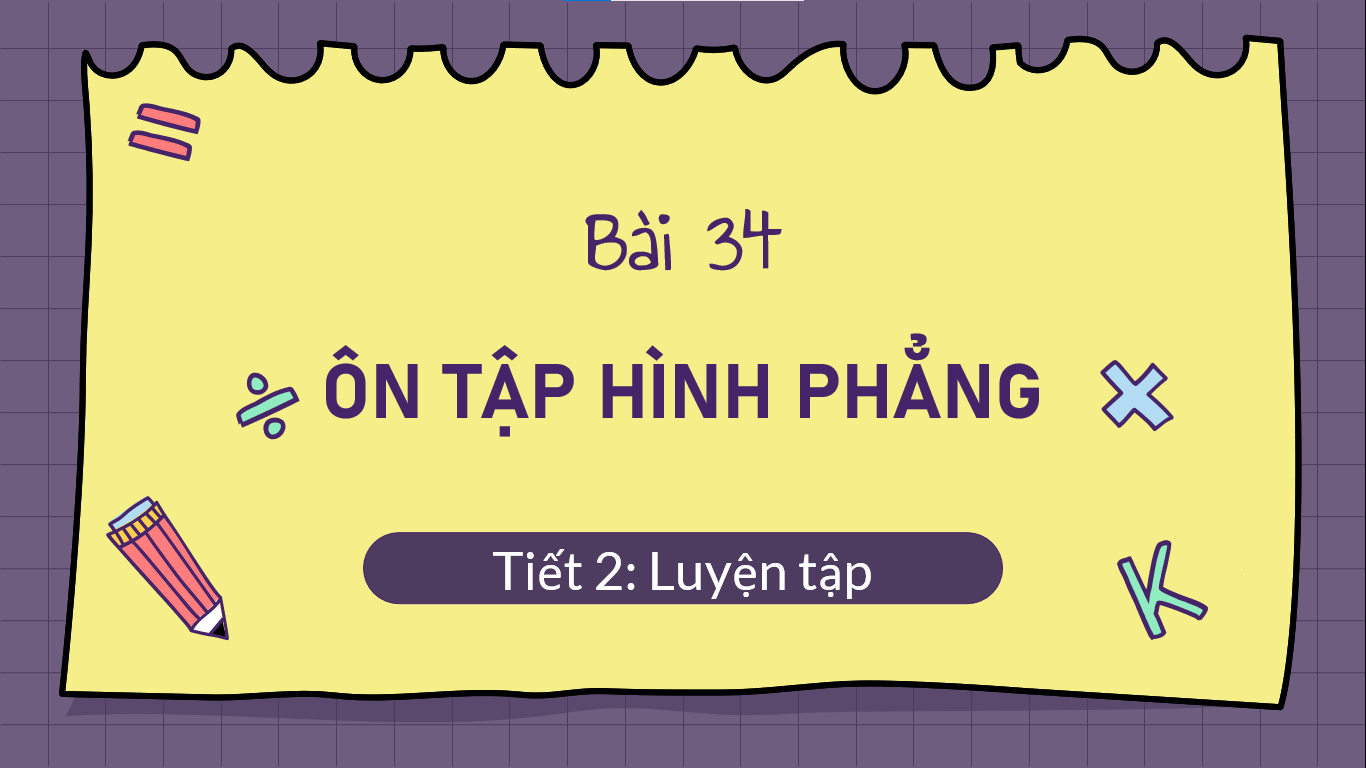 Bài 34
ÔN TẬP HÌNH PHẲNG
Tiết 2: Luyện tập
K